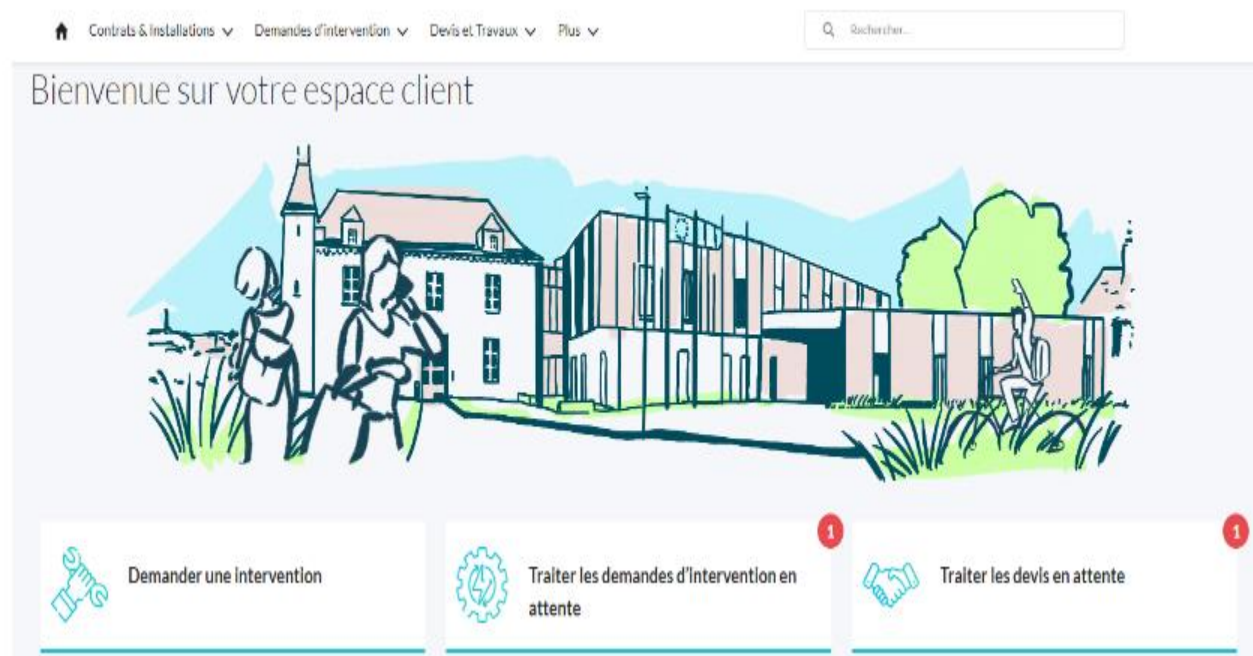 Contrats & Installations Demandes d'intervention Devis et Travaux Plus Rechercher...
Bienvenue sur votre espace client
1 1
Demander une intervention Traiter les demandes d'intervention en Traiter les devis en attente
attente